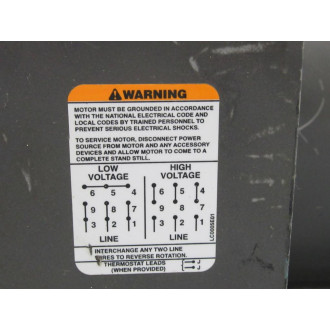 WARNING
MOTOR MUST BE GROUNDED IN ACCORDANCE
WITH THE NATIONAL ELECTRICAL CODE AND
LOCAL CODES BY TRAINED PERSONNEL TO
PREVENT SERIOUS ELECTRICAL SHOCKS.
TO SERVICE MOTOR, DISCONNECT POWER
SOURCE FROM MOTOR AND ANY ACCESSORY
DEVICES AND ALLOW MOTOR TO COME TO A
COMPLETE STAND STILL.
LOW VOLTAGE
6 5 4
9 8 7
3 2 1
LINE
HIGH VOLTAGE
6 5 4
9 8 7
3 2 1
LINE
INTERCHANGE ANY TWO LINE
WIRES TO REVERSE ROTATION.
THERMOSTAT LEADS J
(WHEN PROVIDED) J